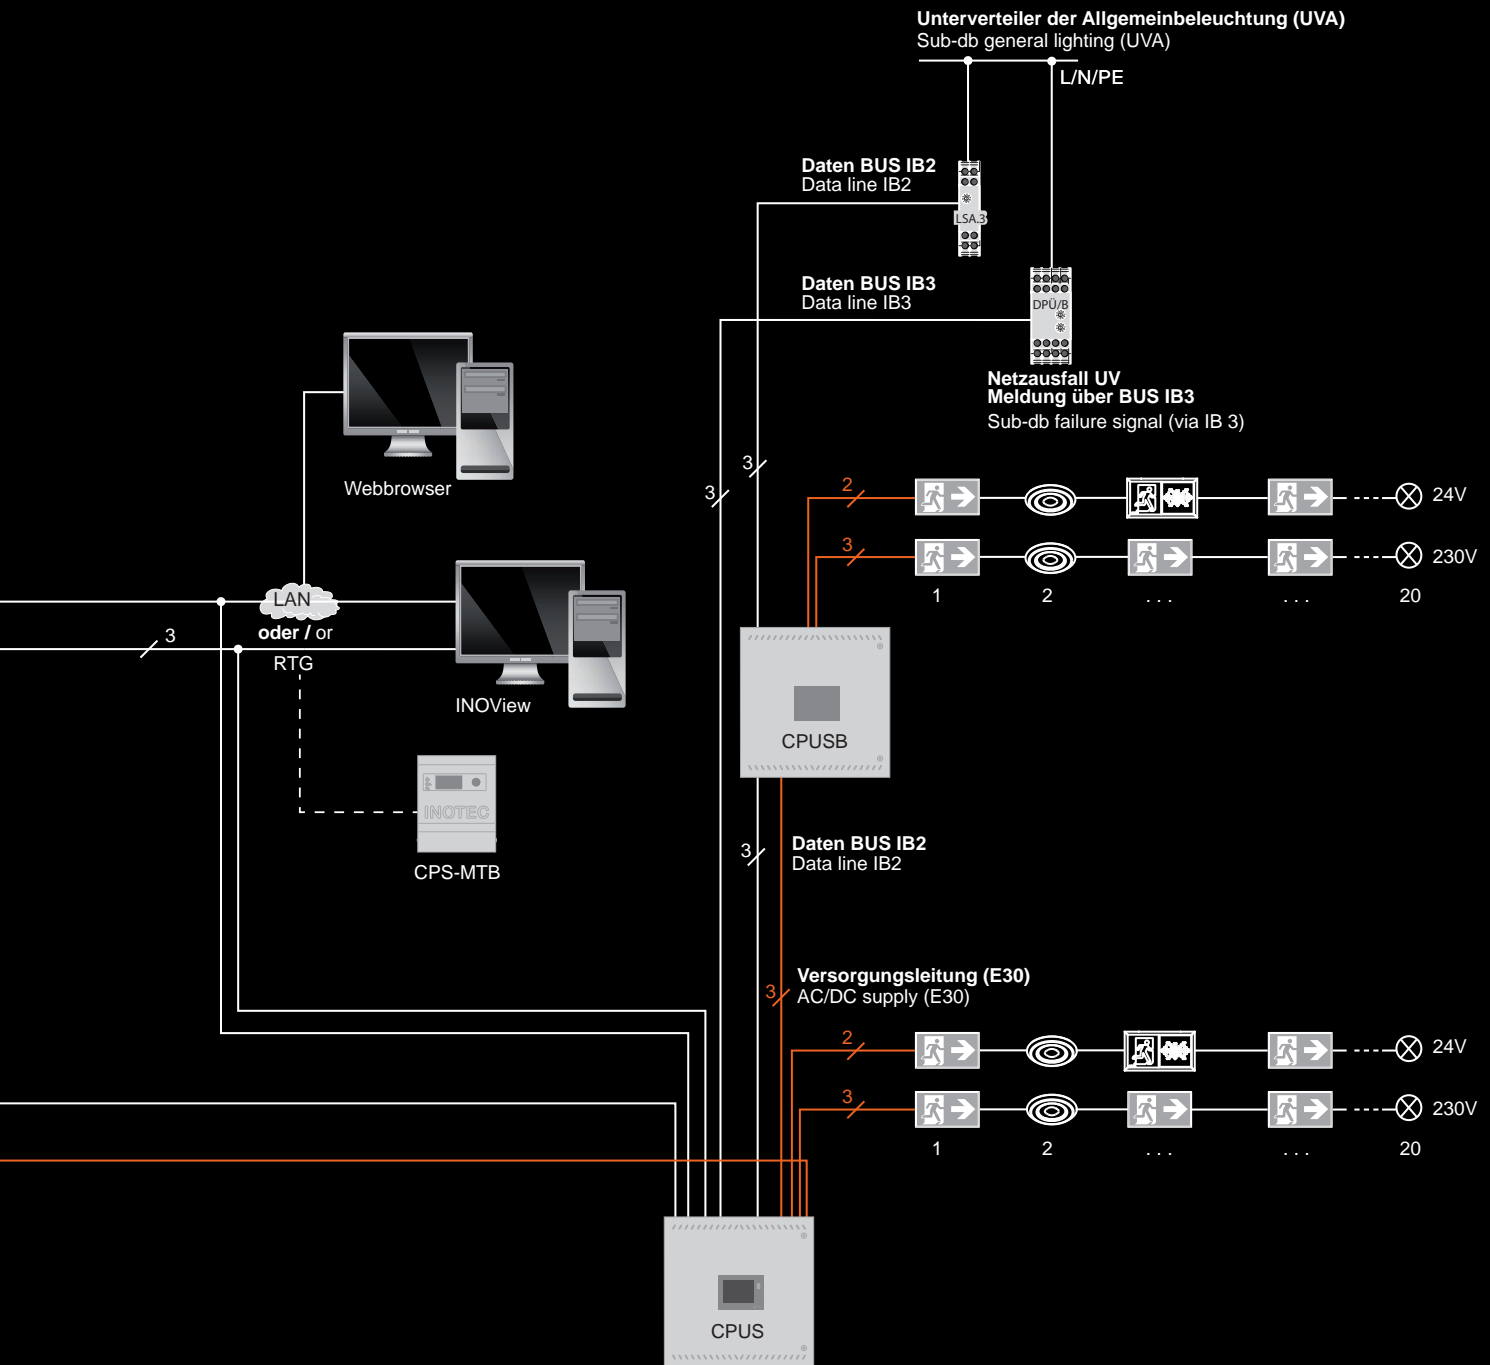 Unterverteiler der Allgemeinbeleuchtung (UVA)
Sub-db general lighting (UVA)
L/N/PE
Daten BUS IB2
Data line IB2
LSA.3
Daten BUS IB3
Data line IB3
DPÜ/B
Netzausfall UV
Meldung über BUS IB3
Sub-db failure signal (via IB 3)
Webbrowser
3
3
2
24V
3
230V
1 2 . . . . . . 20
LAN
oder / or
RTG
3
INOView
CPUSB
INOTEC
CPS-MTB
3
Daten BUS IB2
Data line IB2
Versorgungsleitung (E30)
AC/DC supply (E30)
3
2
24V
3
230V
1 2 . . . . . . 20
CPUS